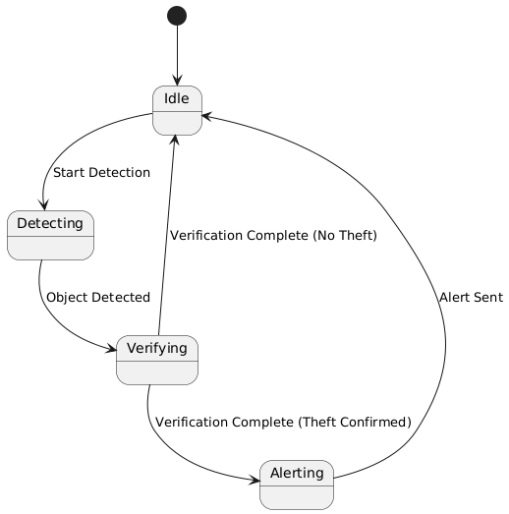 Idle
Start Detection
Detecting
Verification Complete (No Theft)
Object Detected
Alert Sent
Verifying
Verification Complete (Theft Confirmed)
Alerting